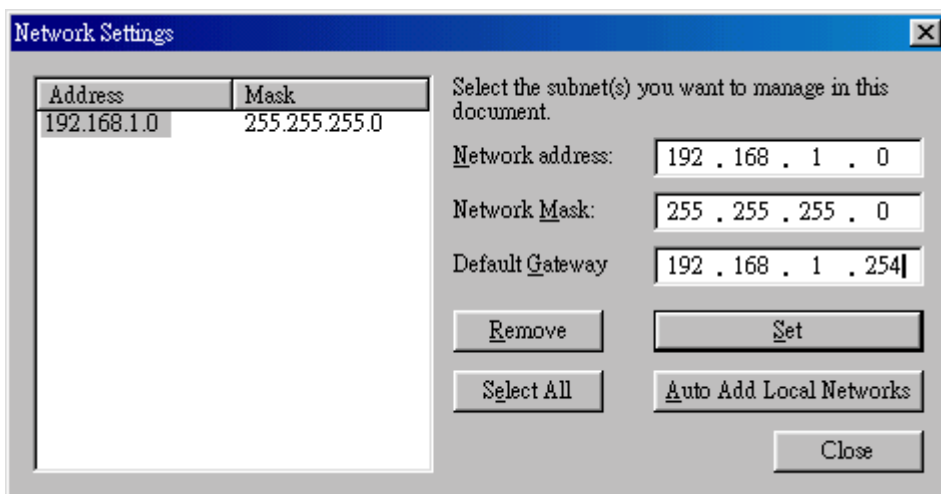 Network Settings
Address Mask
192.168.1.0 255.255.255.0
Select the subnet(s) you want to manage in this
document.
Network address: 192 . 168 . 1 . 0
Network Mask: 255 . 255 . 255 . 0
Default Gateway 192 . 168 . 1 . 254
Remove Set
Select All Auto Add Local Networks
Close